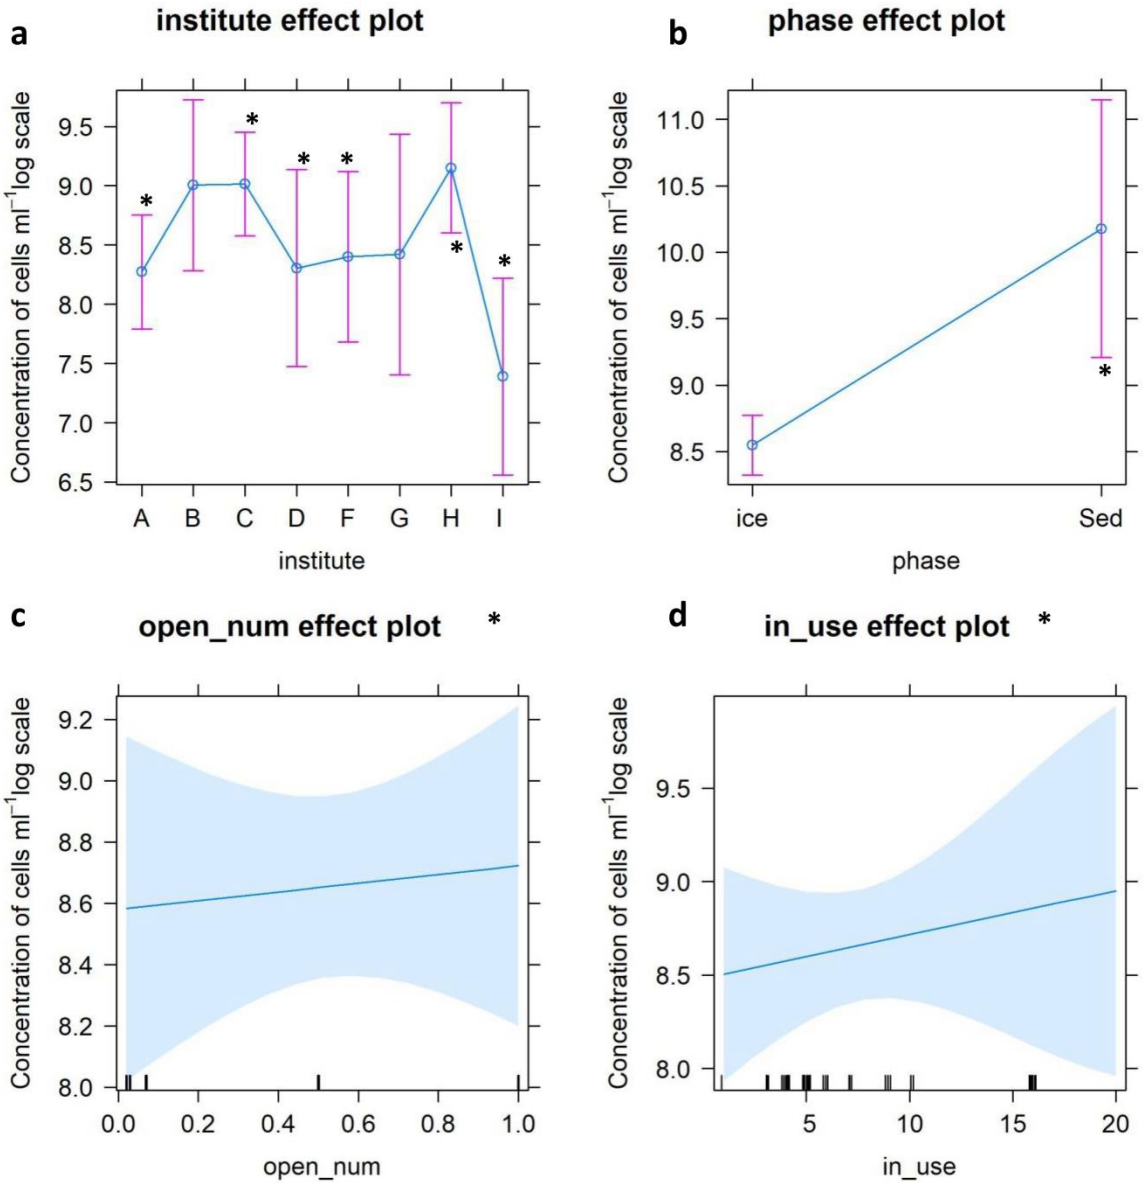 a
institute effect plot
Concentration of cells ml⁻¹log scale
9.5
9.0
8.5
8.0
7.5
7.0
6.5
*
*
*
*
*
*
A B C D F G H I
institute
b
phase effect plot
Concentration of cells ml⁻¹log scale
11.0
10.5
10.0
9.5
9.0
8.5
*
ice Sed
phase
c
open_num effect plot *
Concentration of cells ml⁻¹log scale
9.2
9.0
8.8
8.6
8.4
8.2
8.0
0.0 0.2 0.4 0.6 0.8 1.0
open_num
d
in_use effect plot *
Concentration of cells ml⁻¹log scale
9.5
9.0
8.5
8.0
5 10 15 20
in_use